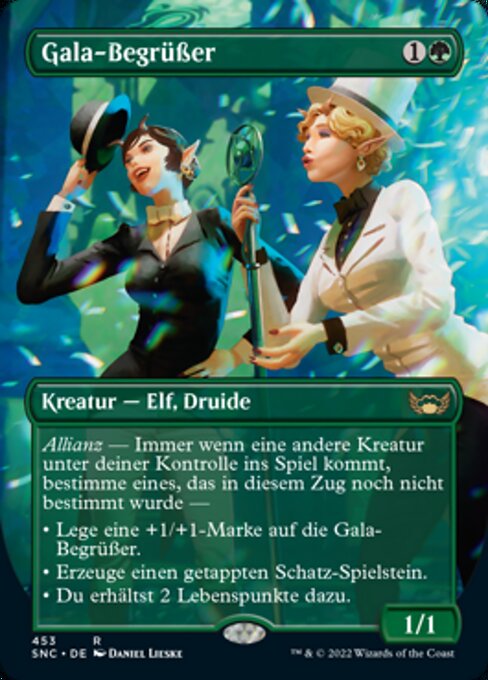 Gala-Begrüßer
1
Kreatur — Elf, Druide
Allianz — Immer wenn eine andere Kreatur
unter deiner Kontrolle ins Spiel kommt,
bestimme eines, das in diesem Zug noch nicht
bestimmt wurde —
• Lege eine +1/+1-Marke auf die Gala-
Begrüßer.
• Erzeuge einen getappten Schatz-Spielstein.
• Du erhältst 2 Lebenspunkte dazu.
1/1
453 R
SNC • DE Daniel Lieske
™ & © 2022 Wizards of the Coast